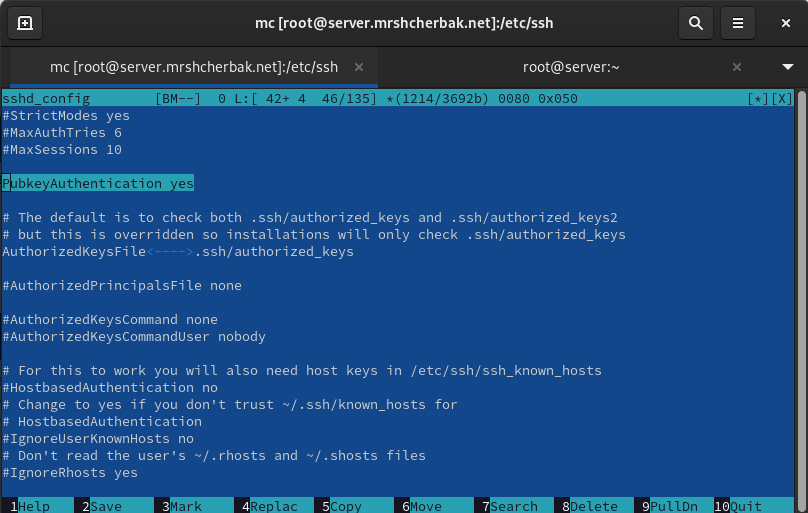 mc [root@server.mrshcherbak.net]:/etc/ssh
mc [root@server.mrshcherbak.net]:/etc/ssh × root@server:~ ×
sshd_config [BM--] 0 L:[ 42+ 4 46/135] *(1214/3692b) 0080 0x050 [*][X]
#StrictModes yes
#MaxAuthTries 6
#MaxSessions 10
PubkeyAuthentication yes
# The default is to check both .ssh/authorized_keys and .ssh/authorized_keys2
# but this is overridden so installations will only check .ssh/authorized_keys
AuthorizedKeysFile<---->.ssh/authorized_keys
#AuthorizedPrincipalsFile none
#AuthorizedKeysCommand none
#AuthorizedKeysCommandUser nobody
# For this to work you will also need host keys in /etc/ssh/ssh_known_hosts
#HostbasedAuthentication no
# Change to yes if you don't trust ~/.ssh/known_hosts for
# HostbasedAuthentication
#IgnoreUserKnownHosts no
# Don't read the user's ~/.rhosts and ~/.shosts files
#IgnoreRhosts yes
1Help 2Save 3Mark 4Replac 5Copy 6Move 7Search 8Delete 9PullDn 10Quit